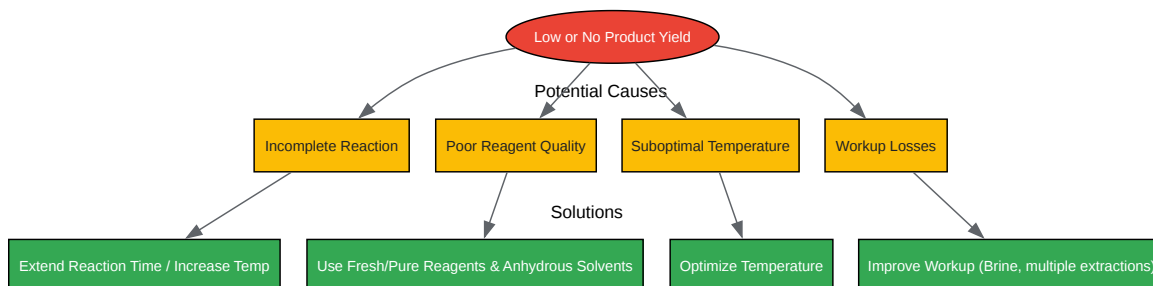 Low or No Product Yield
Potential Causes
Incomplete Reaction
Poor Reagent Quality
Suboptimal Temperature
Workup Losses
Solutions
Extend Reaction Time / Increase Temp
Use Fresh/Pure Reagents & Anhydrous Solvents
Optimize Temperature
Improve Workup (Brine, multiple extractions)